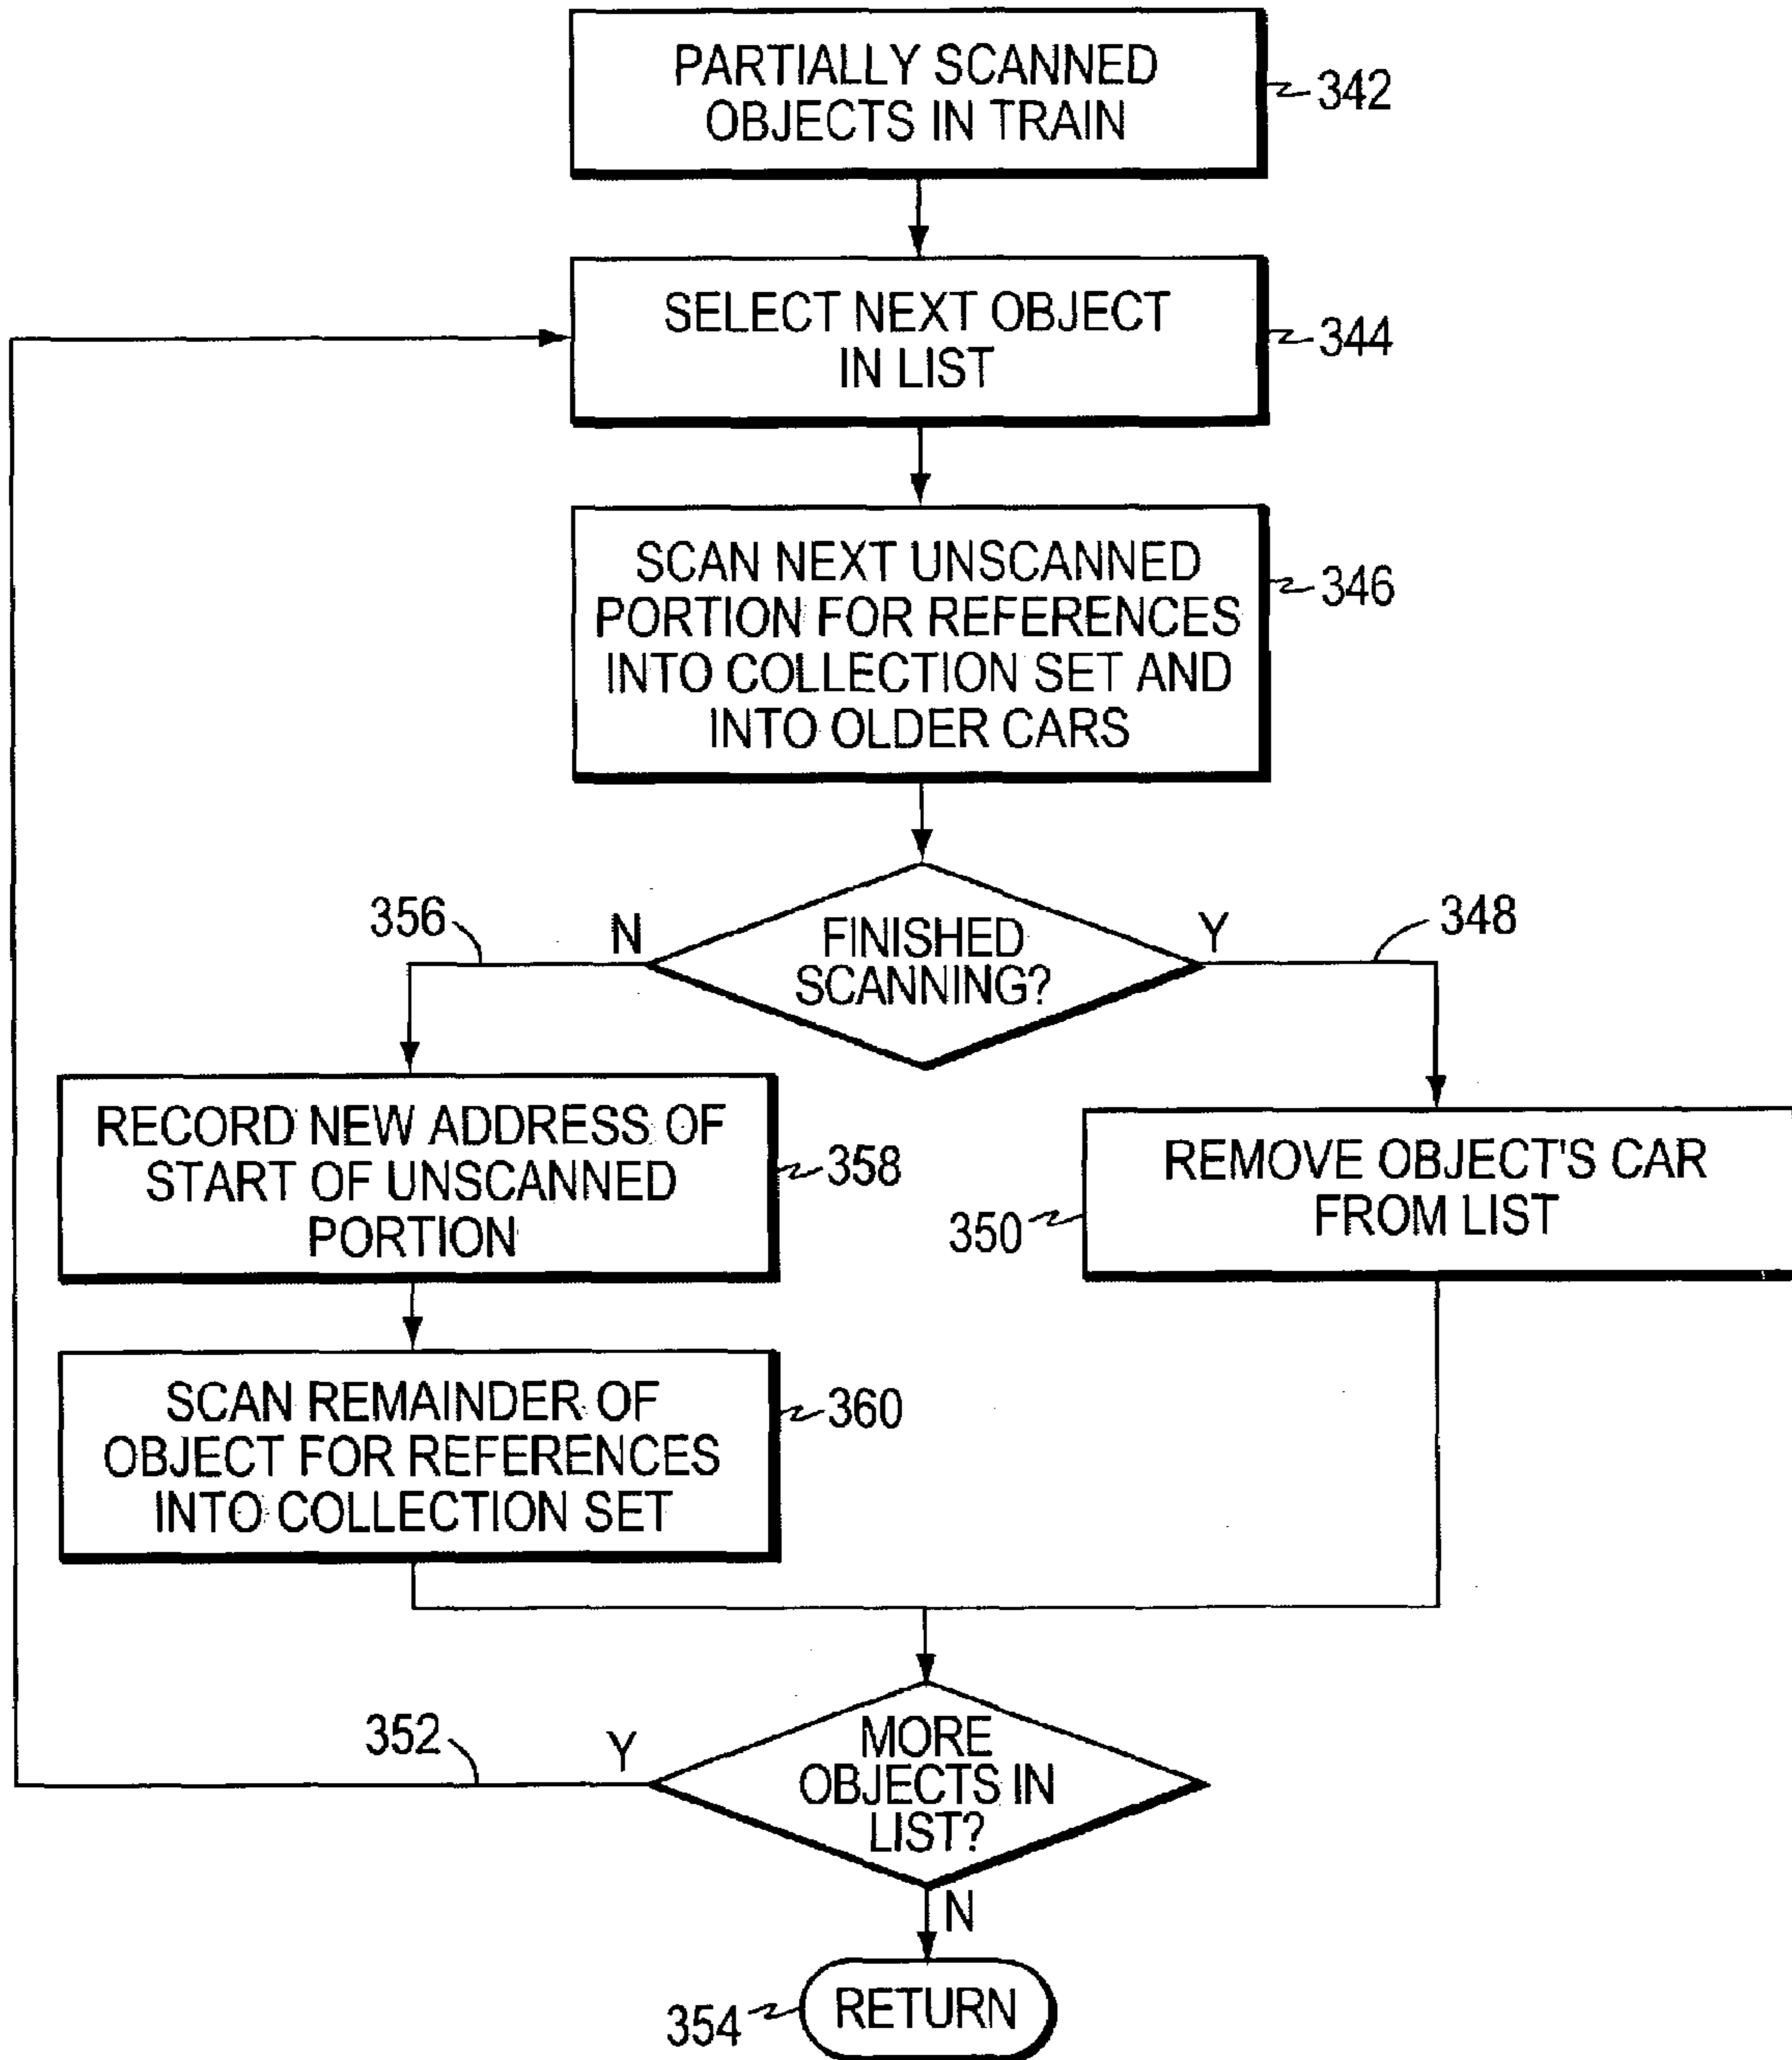 PARTIALLY SCANNED
OBJECTS IN TRAIN
342
SELECT NEXT OBJECT
IN LIST
344
SCAN NEXT UNSCANNED
PORTION FOR REFERENCES
INTO COLLECTION SET AND
INTO OLDER CARS
346
FINISHED
SCANNING?
N
356
Y
348
RECORD NEW ADDRESS OF
START OF UNSCANNED
PORTION
358
REMOVE OBJECT'S CAR
FROM LIST
350
SCAN REMAINDER OF
OBJECT FOR REFERENCES
INTO COLLECTION SET
360
MORE
OBJECTS IN
LIST?
Y
352
N
RETURN
354